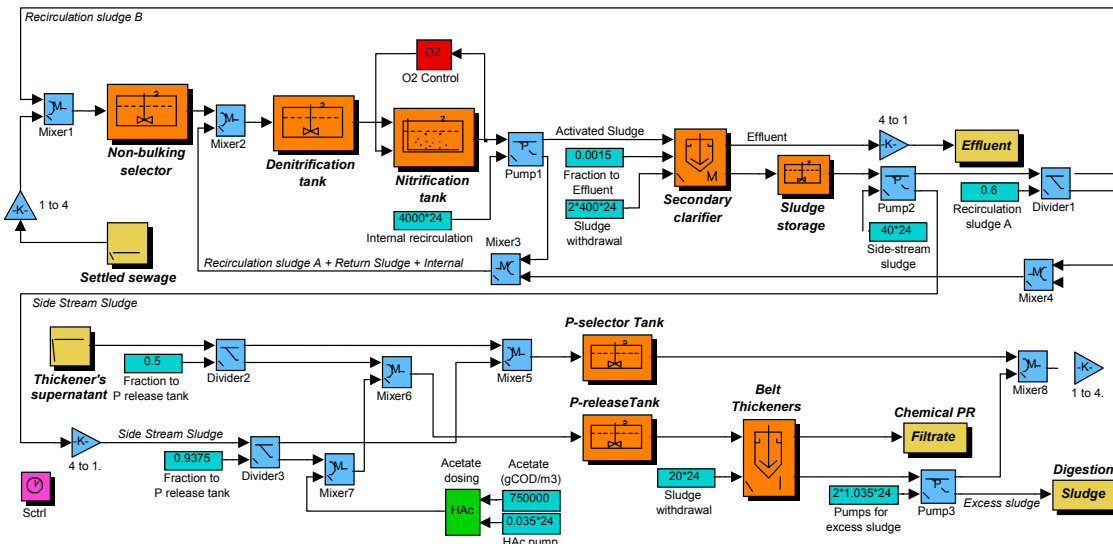 Recirculation sludge B
O2
O2 Control
M
Mixer1
Non-bulking
selector
M
Mixer2
Denitrification
tank
Nitrification
tank
P
Pump1
Activated Sludge
0.0015
Fraction to
Effluent
2*400*24
Sludge
withdrawal
M
Secondary
clarifier
Effluent
Sludge
storage
4 to 1
-K-
Effluent
P
Pump2
40*24
Side-stream
sludge
0.6
Recirculation
sludge A
Divider1
-K-
1 to 4
Settled sewage
4000*24
Internal recirculation
Mixer3
M
Recirculation sludge A + Return Sludge + Internal
M
Mixer4
Side Stream Sludge
Thickener's
supernatant
0.5
Fraction to
P release tank
Divider2
M
Mixer6
M
Mixer5
P-selector Tank
P-releaseTank
Belt
Thickeners
I
M
Mixer8
-K-
1 to 4.
Chemical PR
Filtrate
-K-
4 to 1.
Side Stream Sludge
0.9375
Fraction to
P release tank
Divider3
M
Mixer7
Sctrl
Acetate
dosing
HAc
Acetate
(gCOD/m3)
750000
0.035*24
HAc pump
20*24
Sludge
withdrawal
2*1.035*24
Pumps for
excess sludge
P
Pump3
Excess sludge
Digestion
Sludge